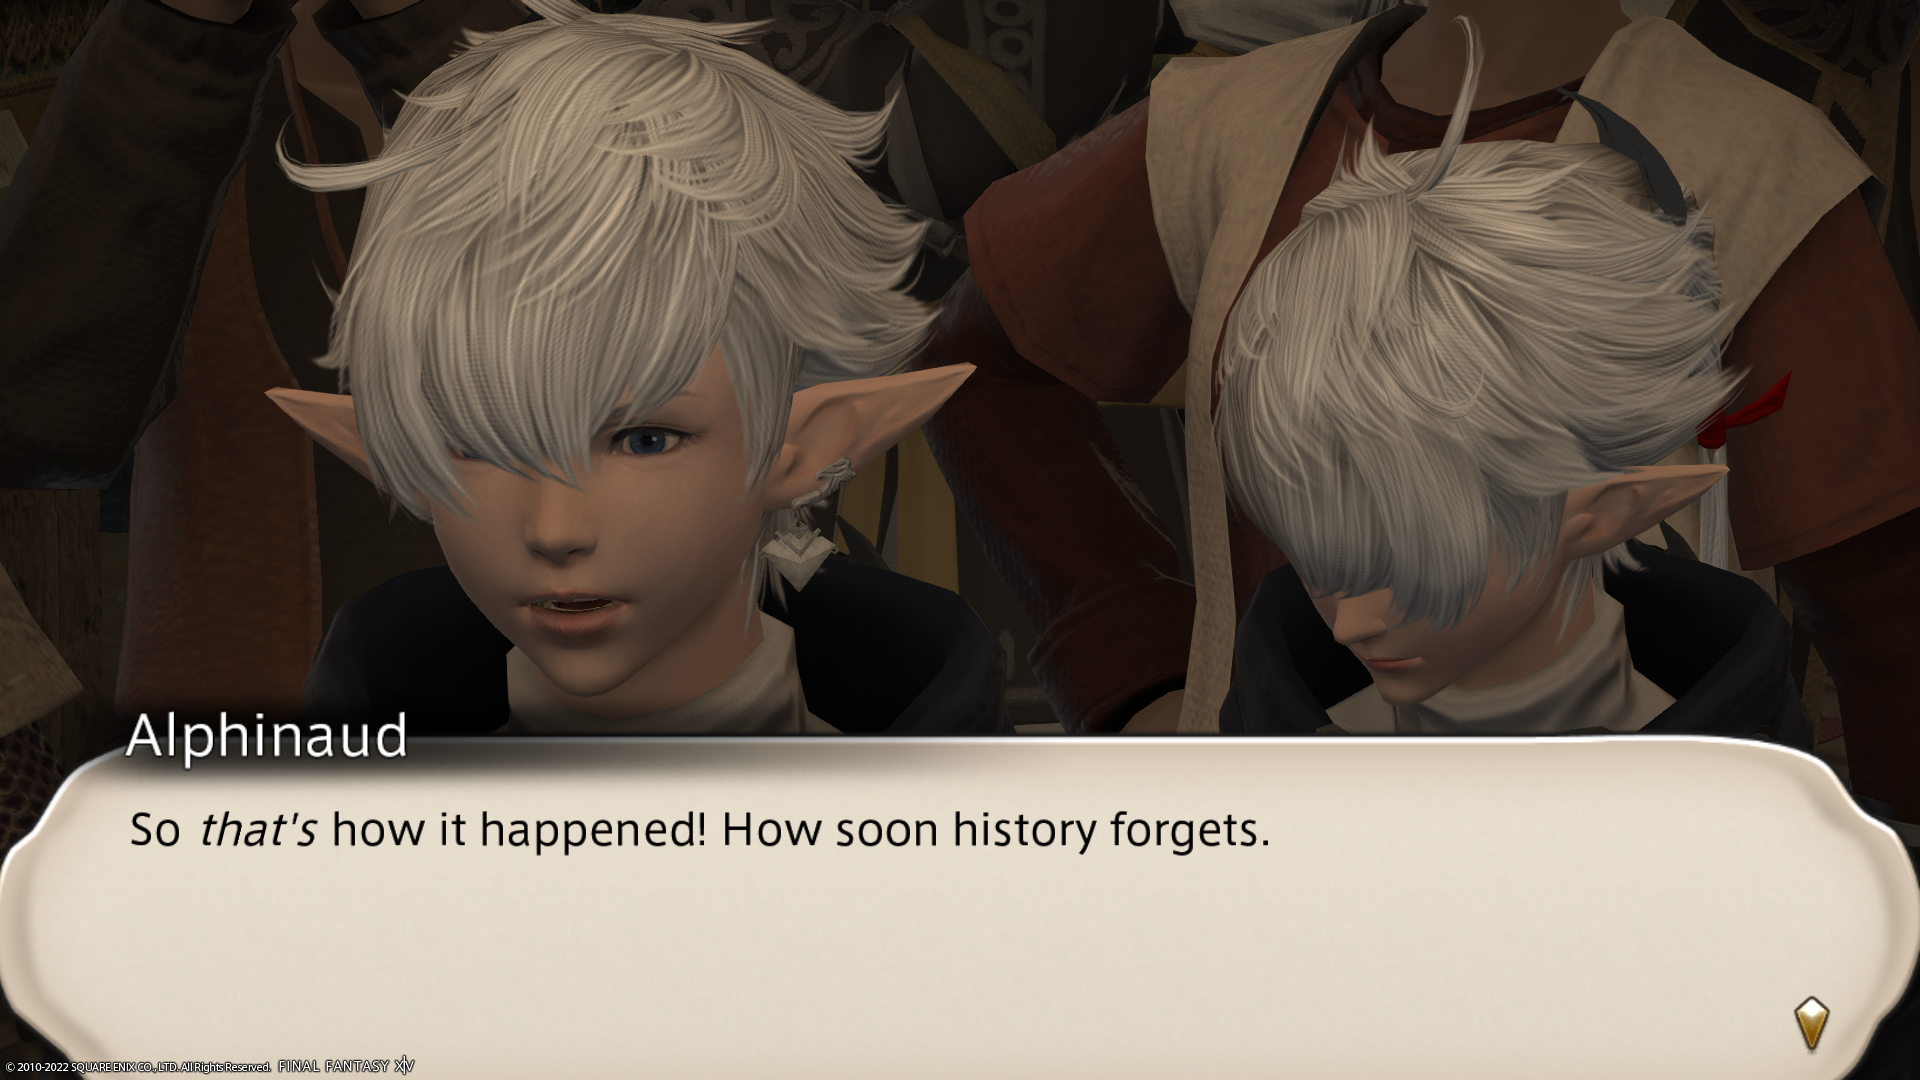 Alphinaud
So that's how it happened! How soon history forgets.
© 2010-2022 SQUARE ENIX CO., LTD. All Rights Reserved. FINAL FANTASY XIV